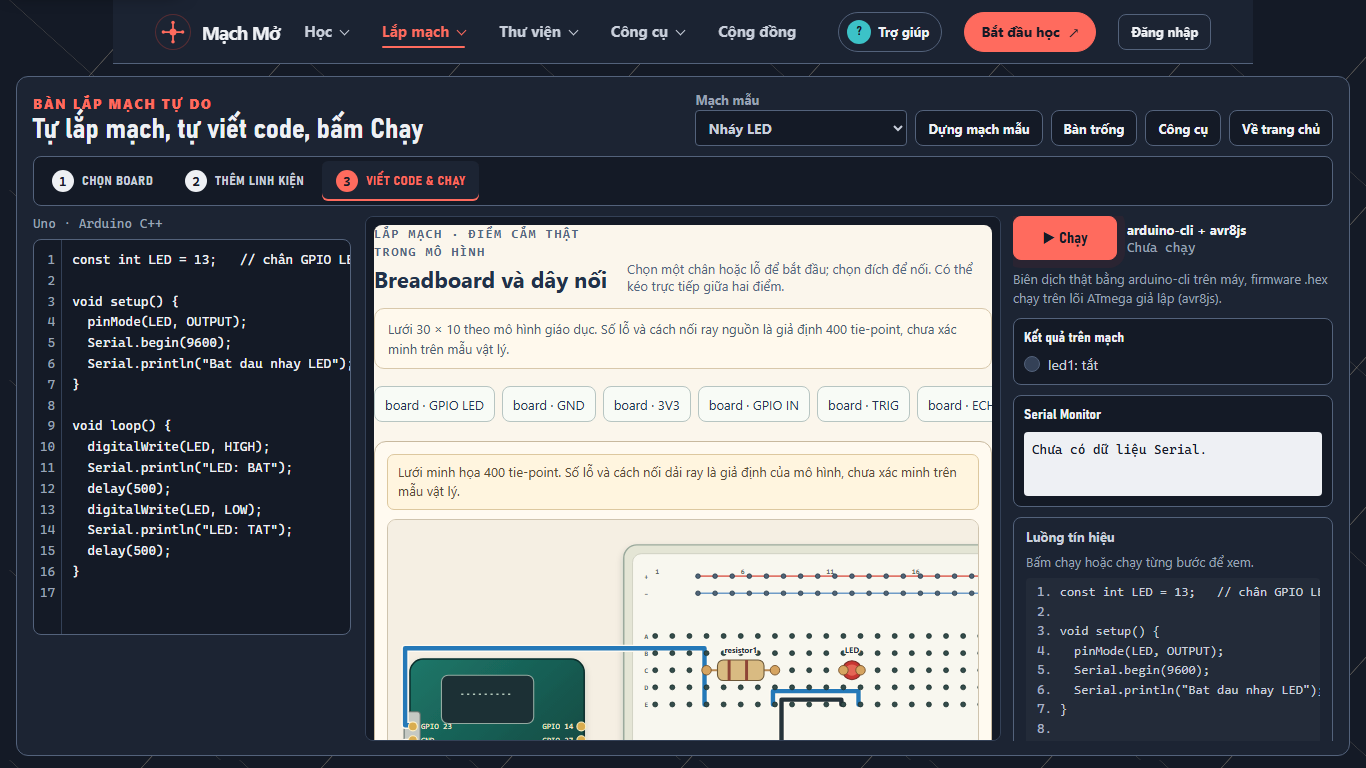 Mạch Mở
Học
Lắp mạch
Thư viện
Công cụ
Cộng đồng
? Trợ giúp
Bắt đầu học ↗
Đăng nhập
BÀN LẮP MẠCH TỰ DO
Tự lắp mạch, tự viết code, bấm Chạy
Mạch mẫu
Nháy LED
Dựng mạch mẫu
Bàn trống
Công cụ
Về trang chủ
1 CHỌN BOARD
2 THÊM LINH KIỆN
3 VIẾT CODE & CHẠY
Uno · Arduino C++
1 const int LED = 13;   // chân GPIO LE
2
3 void setup() {
4   pinMode(LED, OUTPUT);
5   Serial.begin(9600);
6   Serial.println("Bat dau nhay LED");
7 }
8
9 void loop() {
10   digitalWrite(LED, HIGH);
11   Serial.println("LED: BAT");
12   delay(500);
13   digitalWrite(LED, LOW);
14   Serial.println("LED: TAT");
15   delay(500);
16 }
17
LẮP MẠCH · ĐIỂM CẮM THẬT
TRONG MÔ HÌNH
Breadboard và dây nối
Chọn một chân hoặc lỗ để bắt đầu; chọn đích để nối. Có thể
kéo trực tiếp giữa hai điểm.
Lưới 30 × 10 theo mô hình giáo dục. Số lỗ và cách nối ray nguồn là giả định 400 tie-point, chưa xác
minh trên mẫu vật lý.
board · GPIO LED
board · GND
board · 3V3
board · GPIO IN
board · TRIG
board · ECH
Lưới minh họa 400 tie-point. Số lỗ và cách nối dải ray là giả định của mô hình, chưa xác minh trên
mẫu vật lý.
1 6 11 16
+
-
A
B
C
D
E
resistor1
LED
GPIO 23
GPIO 14
GND
▶ Chạy
arduino-cli + avr8js
Chưa chạy
Biên dịch thật bằng arduino-cli trên máy, firmware .hex
chạy trên lõi ATmega giả lập (avr8js).
Kết quả trên mạch
led1: tắt
Serial Monitor
Chưa có dữ liệu Serial.
Luồng tín hiệu
Bấm chạy hoặc chạy từng bước để xem.
1. const int LED = 13;   // chân GPIO LE
2.
3. void setup() {
4.   pinMode(LED, OUTPUT);
5.   Serial.begin(9600);
6.   Serial.println("Bat dau nhay LED");
7. }
8.